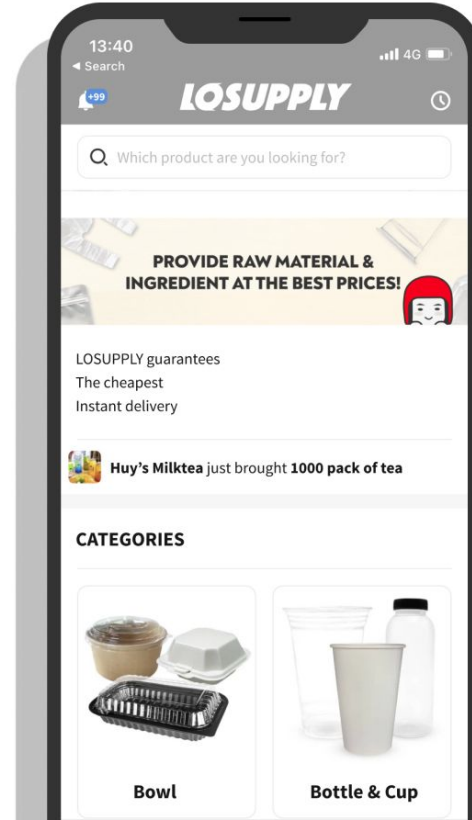 13:40
4G
◀ Search
+99
LOSUPPLY
Which product are you looking for?
PROVIDE RAW MATERIAL &
INGREDIENT AT THE BEST PRICES!
LOSUPPLY guarantees
The cheapest
Instant delivery
Huy's Milktea just brought 1000 pack of tea
CATEGORIES
Bowl
Bottle & Cup